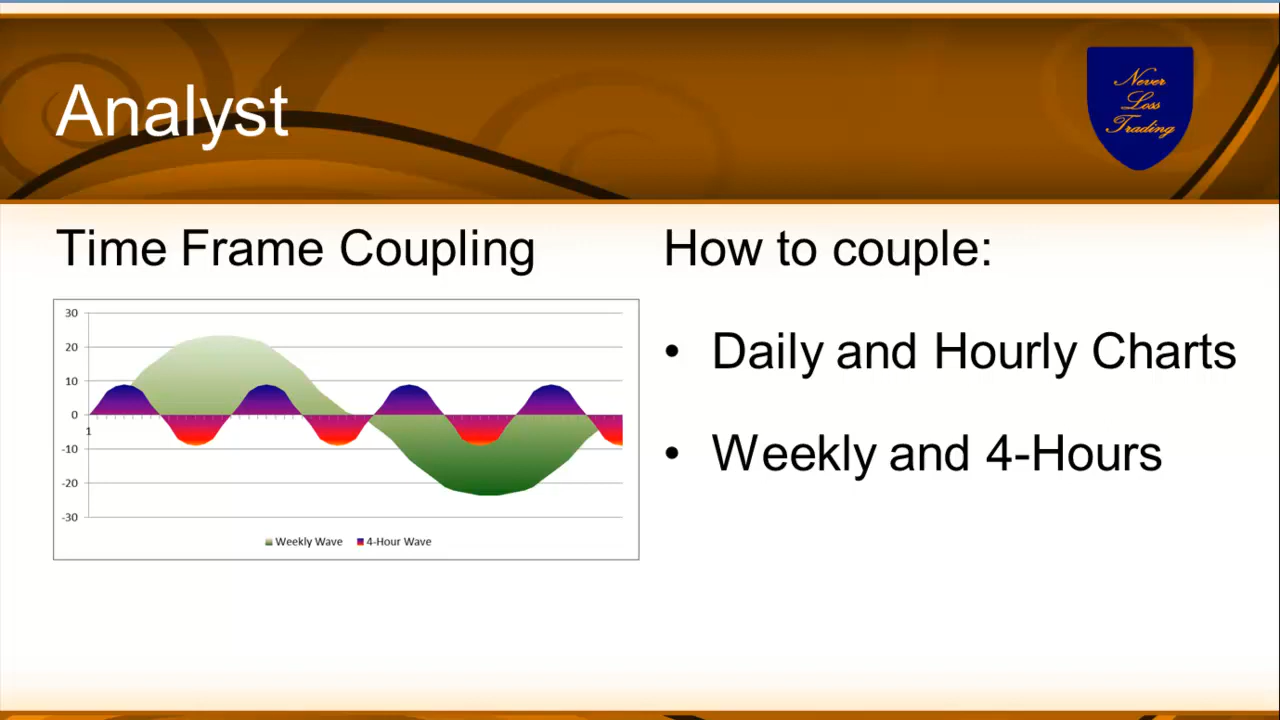 Analyst
Never
Loss
Trading
Time Frame Coupling
30
20
10
0
1
-10
-20
-30
Weekly Wave 4-Hour Wave
How to couple:
• Daily and Hourly Charts
• Weekly and 4-Hours